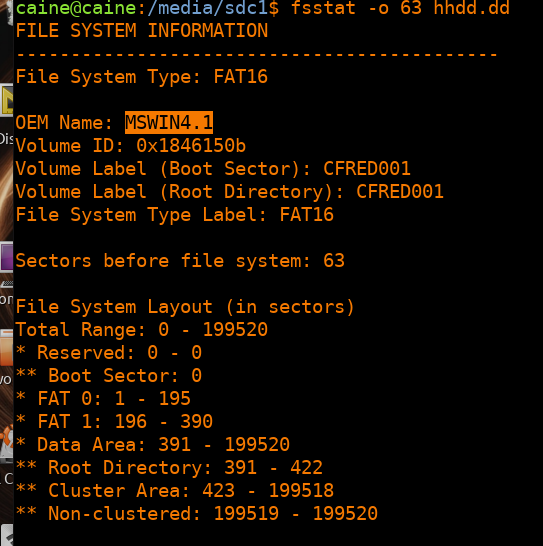 caine@caine:/media/sdc1$ fsstat -o 63 hhdd.dd
FILE SYSTEM INFORMATION
--------------------------------------------
File System Type: FAT16
OEM Name: MSWIN4.1
Volume ID: 0x1846150b
Volume Label (Boot Sector): CFRED001
Volume Label (Root Directory): CFRED001
File System Type Label: FAT16
Sectors before file system: 63
File System Layout (in sectors)
Total Range: 0 - 199520
* Reserved: 0 - 0
** Boot Sector: 0
* FAT 0: 1 - 195
* FAT 1: 196 - 390
* Data Area: 391 - 199520
** Root Directory: 391 - 422
** Cluster Area: 423 - 199518
** Non-clustered: 199519 - 199520